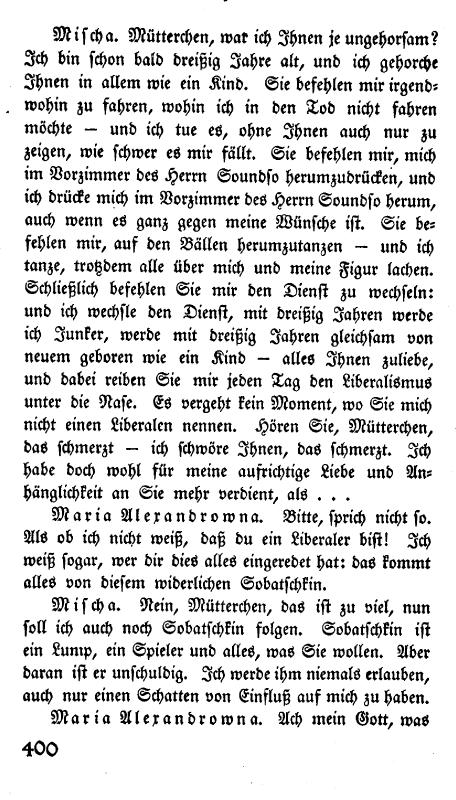 Mischa. Mütterchen, war ich Ihnen je ungehorsam?
Ich bin schon bald dreißig Jahre alt, und ich gehorche
Ihnen in allem wie ein Kind. Sie befehlen mir irgend-
wohin zu fahren, wohin ich in den Tod nicht fahren
möchte — und ich tue es, ohne Ihnen auch nur zu
zeigen, wie schwer es mir fällt. Sie befehlen mir, mich
im Vorzimmer des Herrn Soundso herumzudrücken, und
ich drücke mich im Vorzimmer des Herrn Soundso herum,
auch wenn es ganz gegen meine Wünsche ist. Sie be-
fehlen mir, auf den Bällen herumzutanzen — und ich
tanze, trotzdem alle über mich und meine Figur lachen.
Schließlich befehlen Sie mir den Dienst zu wechseln:
und ich wechsle den Dienst, mit dreißig Jahren werde
ich Junker, werde mit dreißig Jahren gleichsam von
neuem geboren wie ein Kind — alles Ihnen zuliebe,
und dabei reiben Sie mir jeden Tag den Liberalismus
unter die Nase. Es vergeht kein Moment, wo Sie mich
nicht einen Liberalen nennen. Hören Sie, Mütterchen,
das schmerzt — ich schwöre Ihnen, das schmerzt. Ich
habe doch wohl für meine aufrichtige Liebe und An-
hänglichkeit an Sie mehr verdient, als . . .
Maria Alexandrowna. Bitte, sprich nicht so.
Als ob ich nicht weiß, daß du ein Liberaler bist! Ich
weiß sogar, wer dir dies alles eingeredet hat: das kommt
alles von diesem widerlichen Sobatschkin.
Mischa. Nein, Mütterchen, das ist zu viel, nun
soll ich auch noch Sobatschkin folgen. Sobatschkin ist
ein Lump, ein Spieler und alles, was Sie wollen. Aber
daran ist er unschuldig. Ich werde ihm niemals erlauben,
auch nur einen Schatten von Einfluß auf mich zu haben.
Maria Alexandrowna. Ach mein Gott, was
400